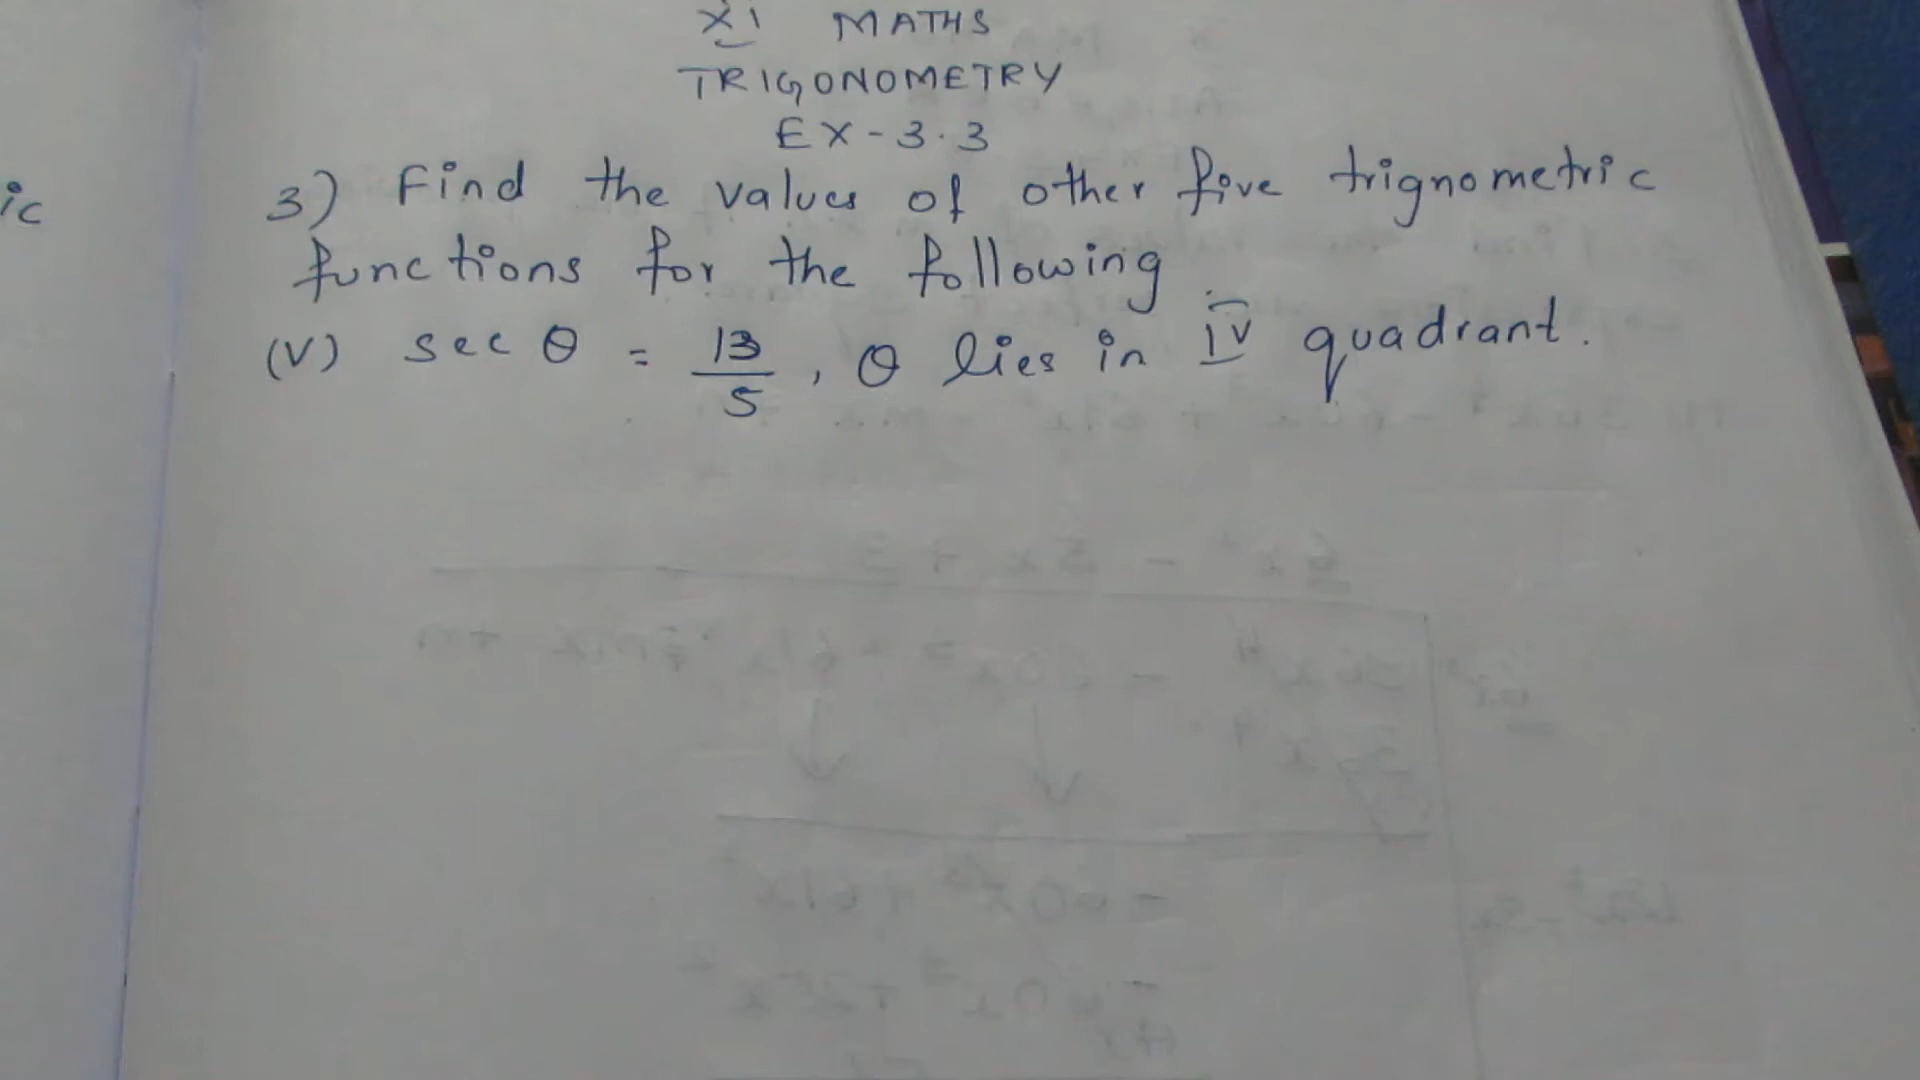 XI MATHS
TRIGONOMETRY
EX-3.3
ic
3) Find the values of other five trignometric
functions for the following
(V) sec θ = 13/5, θ lies in IV quadrant.